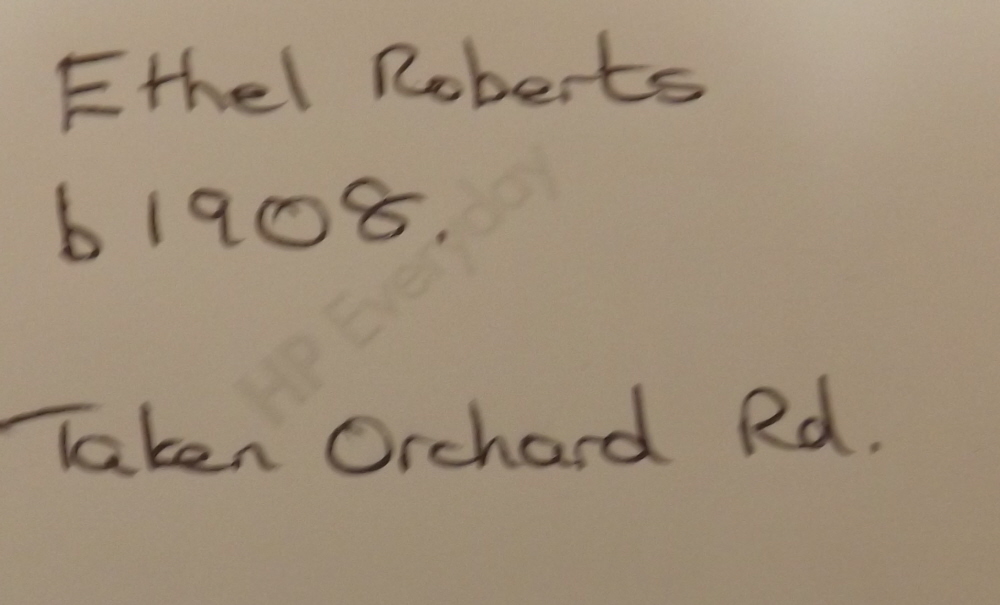 Ethel Roberts
b 1908.
HP Everyday
Taken Orchard Rd.